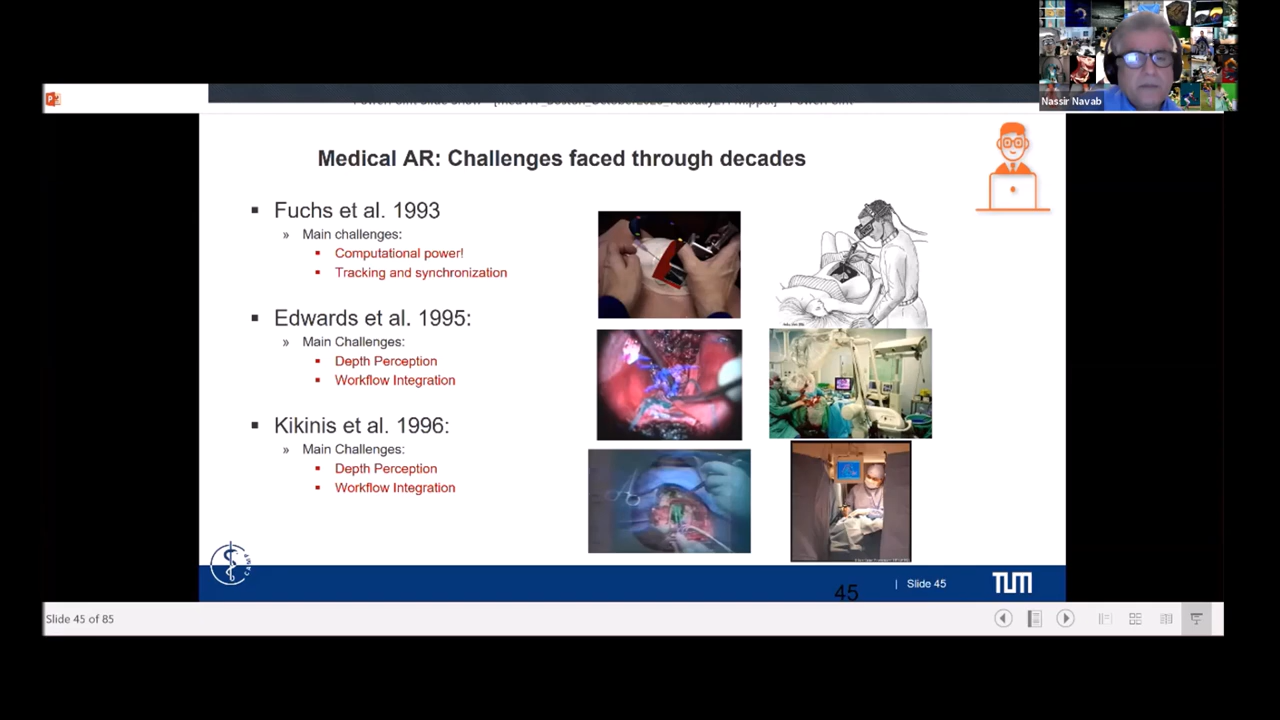 Nassir Navab
Medical AR: Challenges faced through decades
▪ Fuchs et al. 1993
» Main challenges:
▪ Computational power!
▪ Tracking and synchronization
▪ Edwards et al. 1995:
» Main Challenges:
▪ Depth Perception
▪ Workflow Integration
▪ Kikinis et al. 1996:
» Main Challenges:
▪ Depth Perception
▪ Workflow Integration
CAMP
45
| Slide 45
TUM
Slide 45 of 85